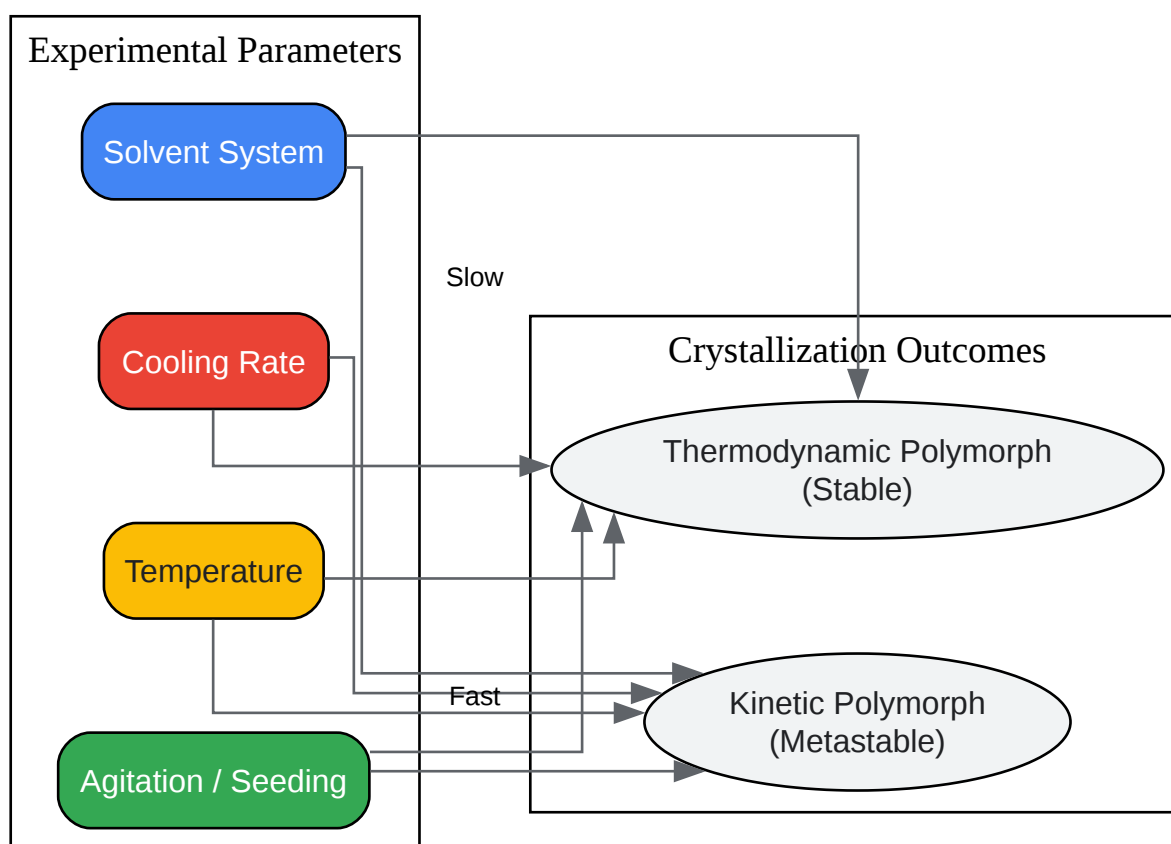 Experimental Parameters
Solvent System
Slow
Cooling Rate
Crystallization Outcomes
Thermodynamic Polymorph
(Stable)
Temperature
Fast
Kinetic Polymorph
(Metastable)
Agitation / Seeding